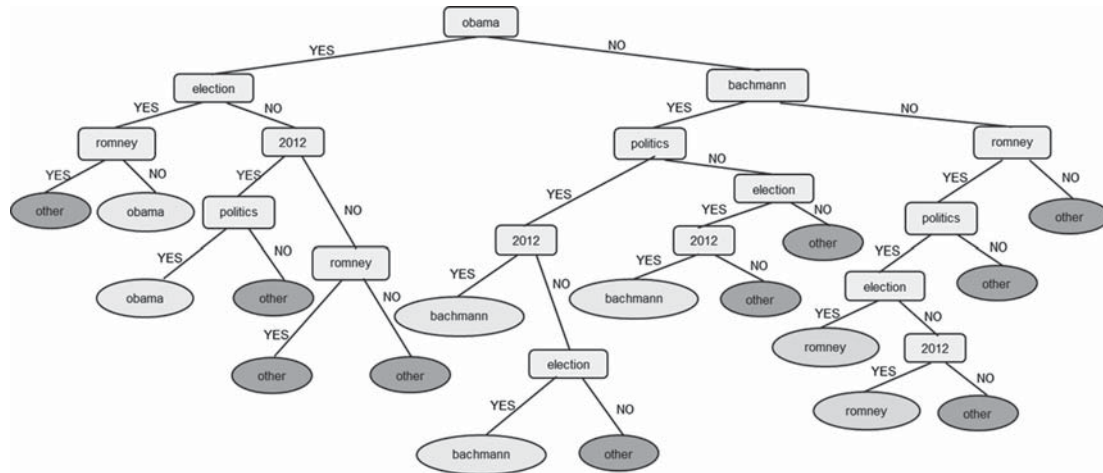 obama
YES NO
election bachmann
YES NO YES NO
romney 2012 politics romney
YES NO YES NO YES NO YES NO
other obama politics election politics other
YES NO YES NO YES NO
2012 2012 other
YES NO romney YES NO YES NO election other
obama other bachmann bachmann other
YES NO YES NO
other other election romney 2012
YES NO YES NO
romney other
bachmann other